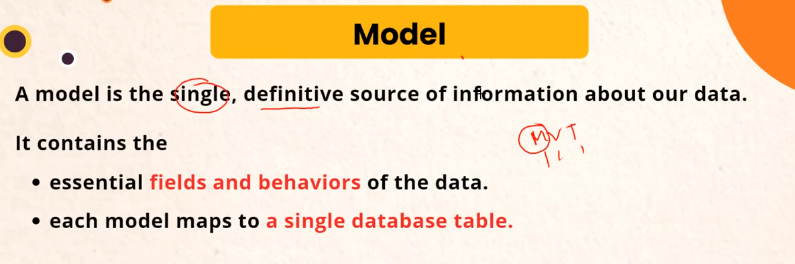 Model
A model is the single, definitive source of information about our data.
It contains the
MVT
• essential fields and behaviors of the data.
• each model maps to a single database table.